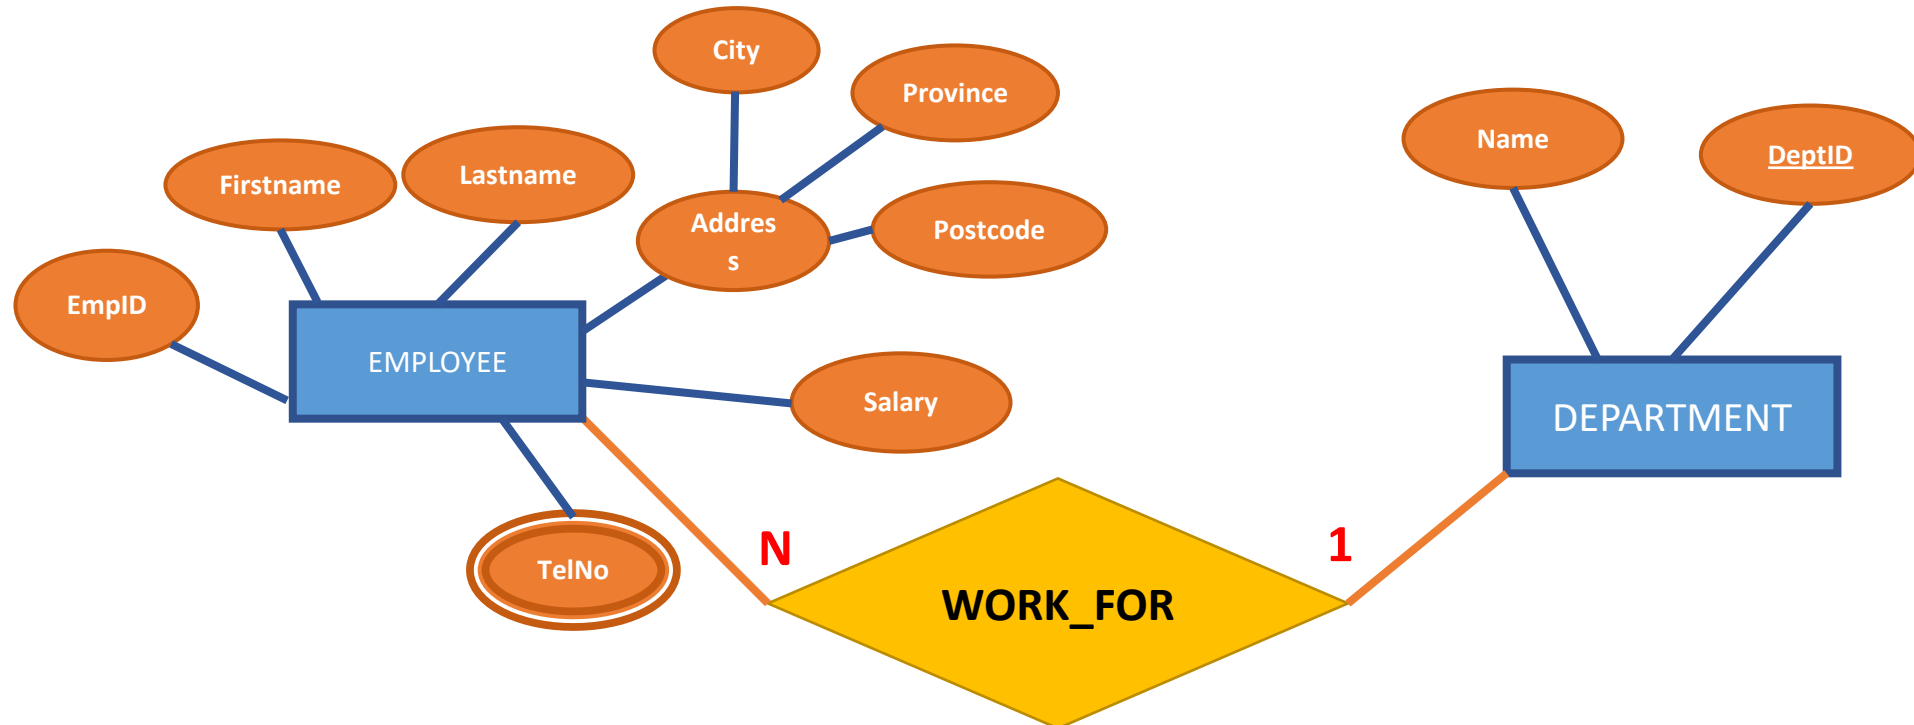 City
Province
Name
DeptID
Firstname
Lastname
Addres
s
Postcode
EmpID
EMPLOYEE
Salary
DEPARTMENT
TelNo
N
1
WORK_FOR